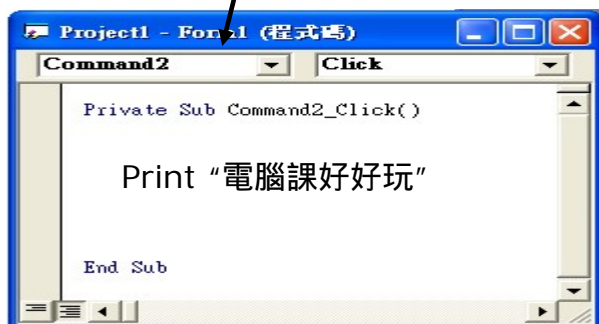 Project1 - Form1 (程式碼)
Command2 Click
Private Sub Command2_Click()
Print “電腦課好好玩”
End Sub